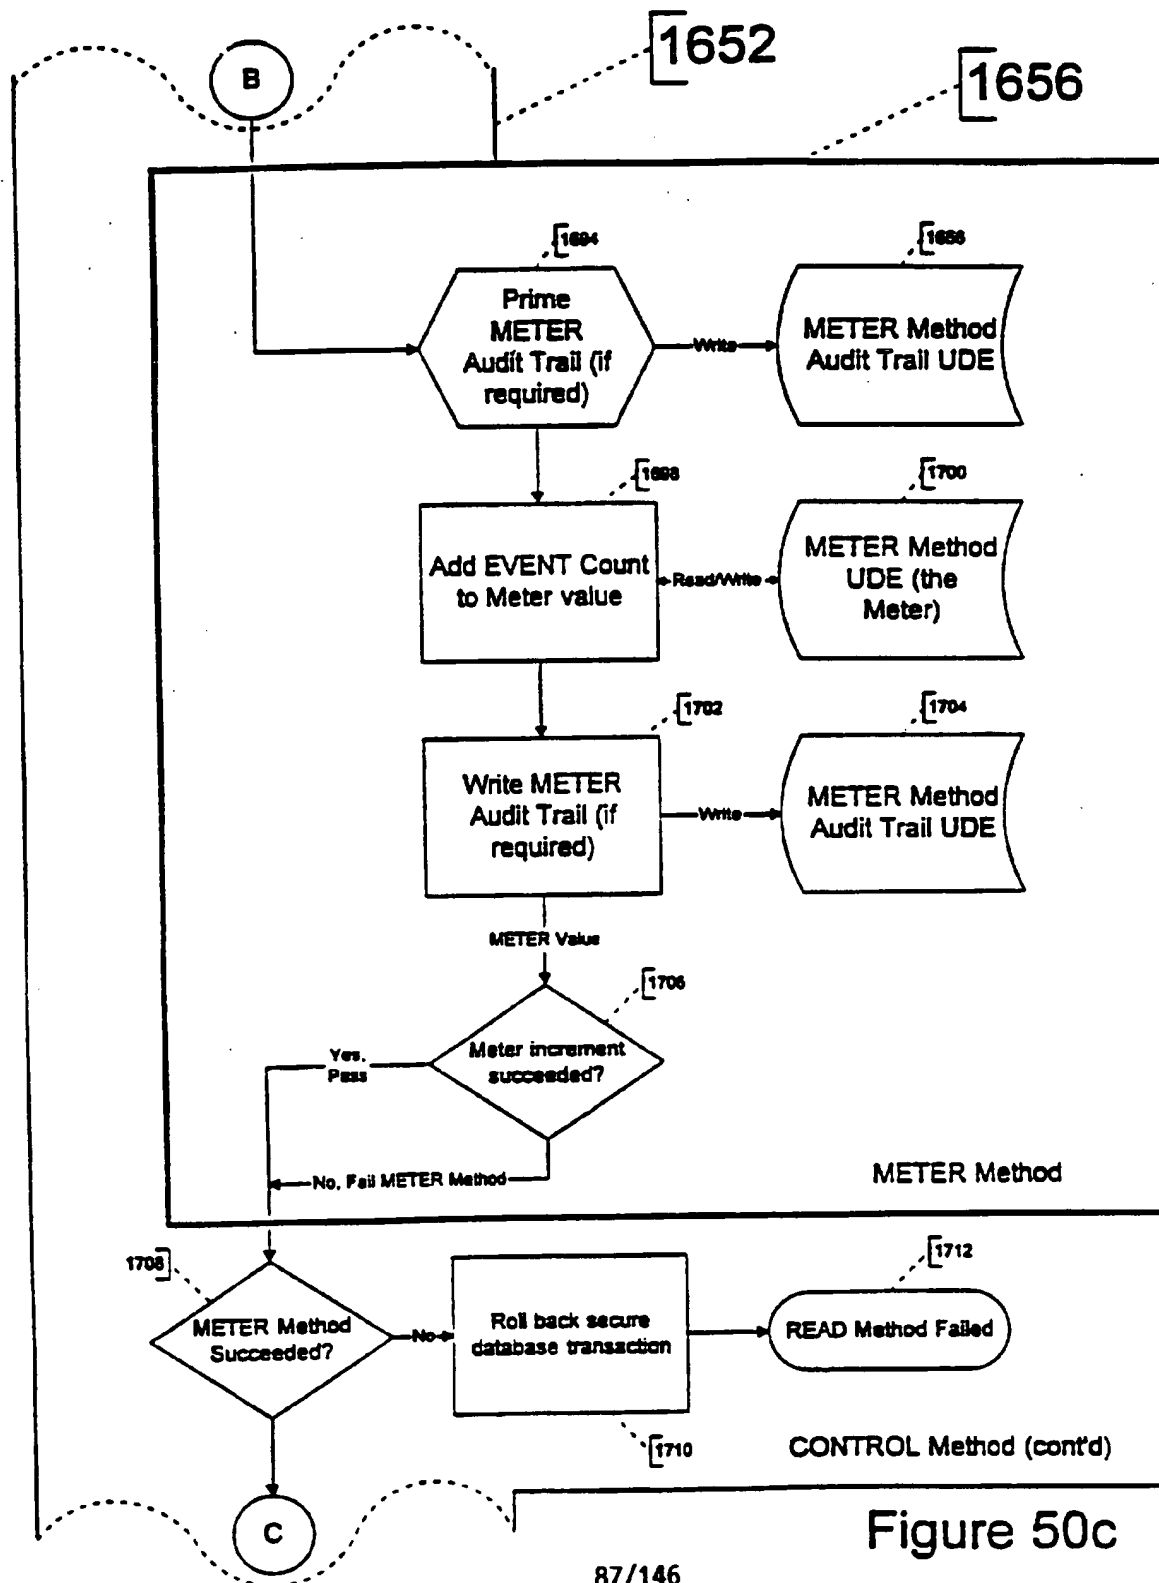 B
1652
1656
1694
Prime
METER
Audit Trail (if
required)
Write
1656
METER Method
Audit Trail UDE
1698
Add EVENT Count
to Meter value
Read/Write
1700
METER Method
UDE (the
Meter)
1702
Write METER
Audit Trail (if
required)
Write
1704
METER Method
Audit Trail UDE
METER Value
1706
Meter increment
succeeded?
Yes,
Pass
No, Fail METER Method
METER Method
1708
METER Method
Succeeded?
No
Roll back secure
database transaction
1710
1712
READ Method Failed
CONTROL Method (cont'd)
C
Figure 50c
87/146